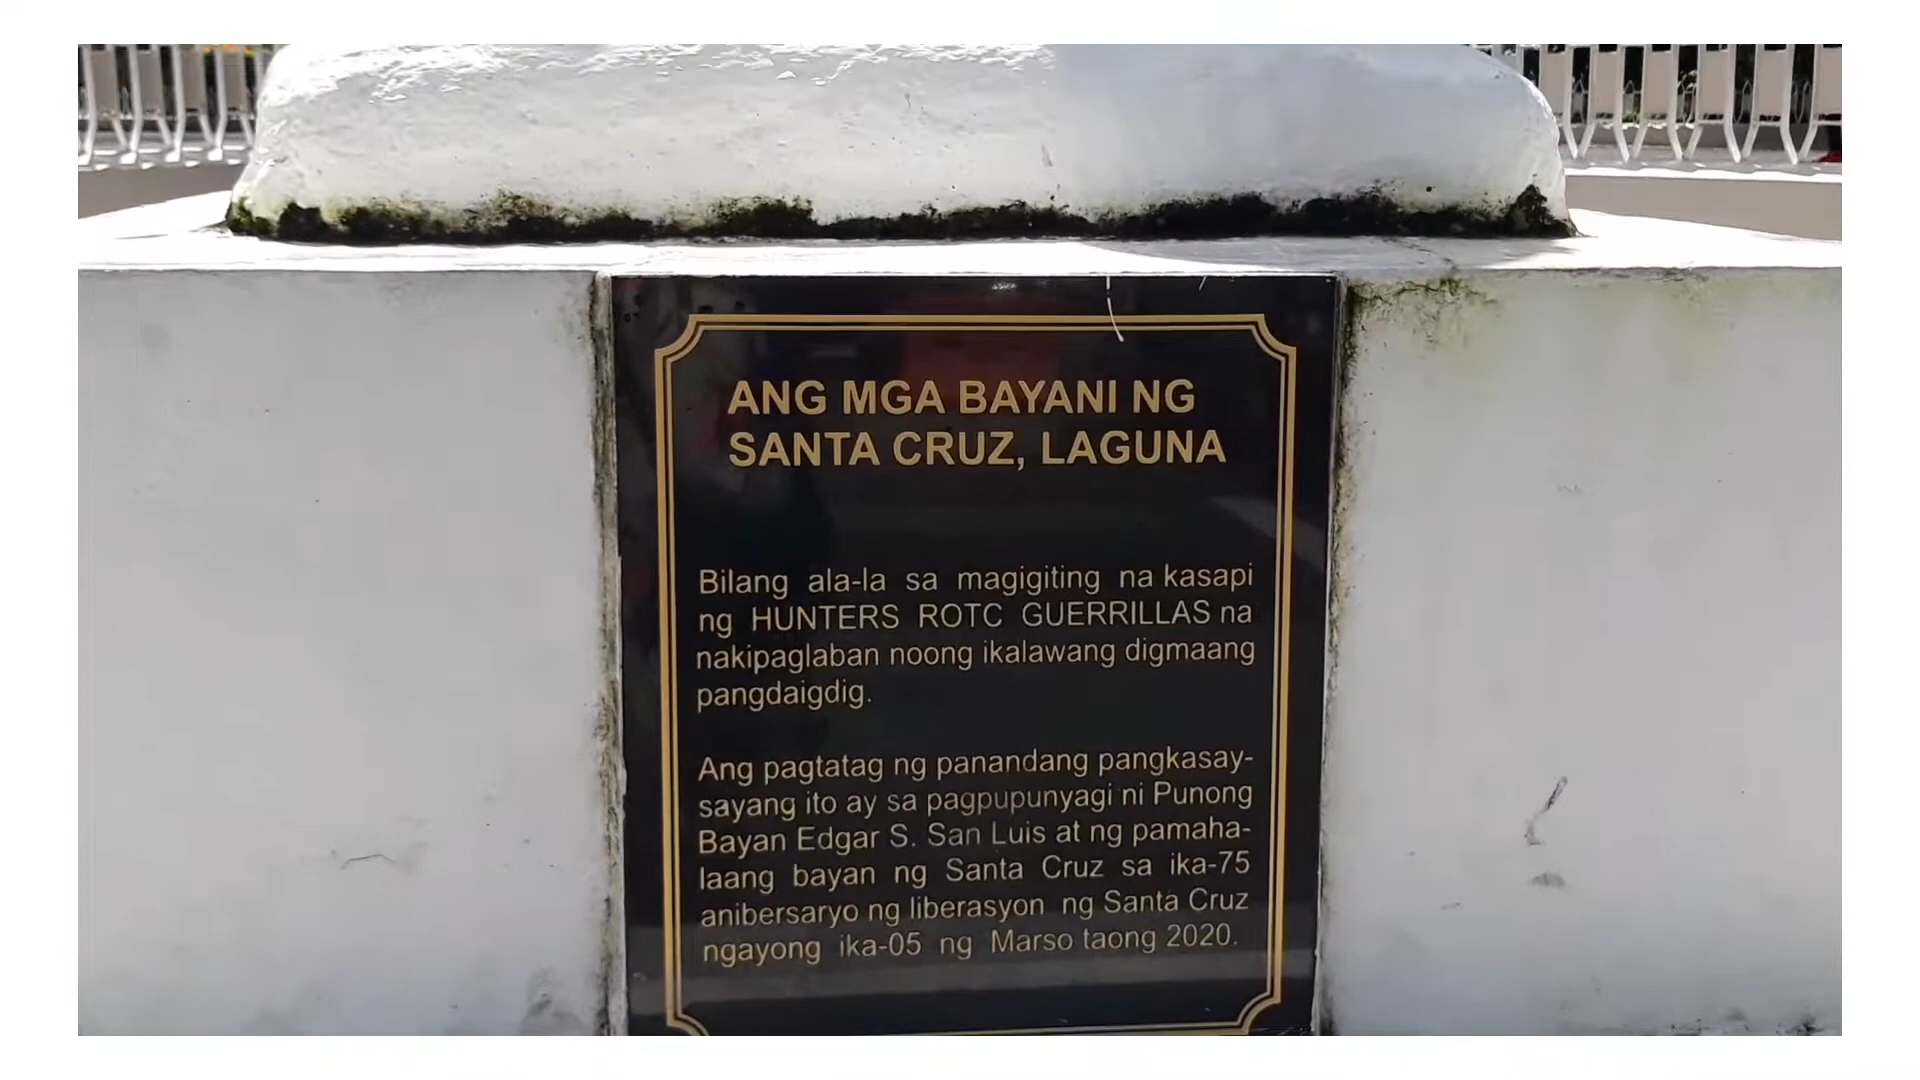 ANG MGA BAYANI NG
SANTA CRUZ, LAGUNA
Bilang ala-la sa magigiting na kasapi
ng HUNTERS ROTC GUERRILLAS na
nakipaglaban noong ikalawang digmaang
pangdaigdig.
Ang pagtatag ng panandang pangkasay-
sayang ito ay sa pagpupunyagi ni Punong
Bayan Edgar S. San Luis at ng pamaha-
laang bayan ng Santa Cruz sa ika-75
anibersaryo ng liberasyon ng Santa Cruz
ngayong ika-05 ng Marso taong 2020.